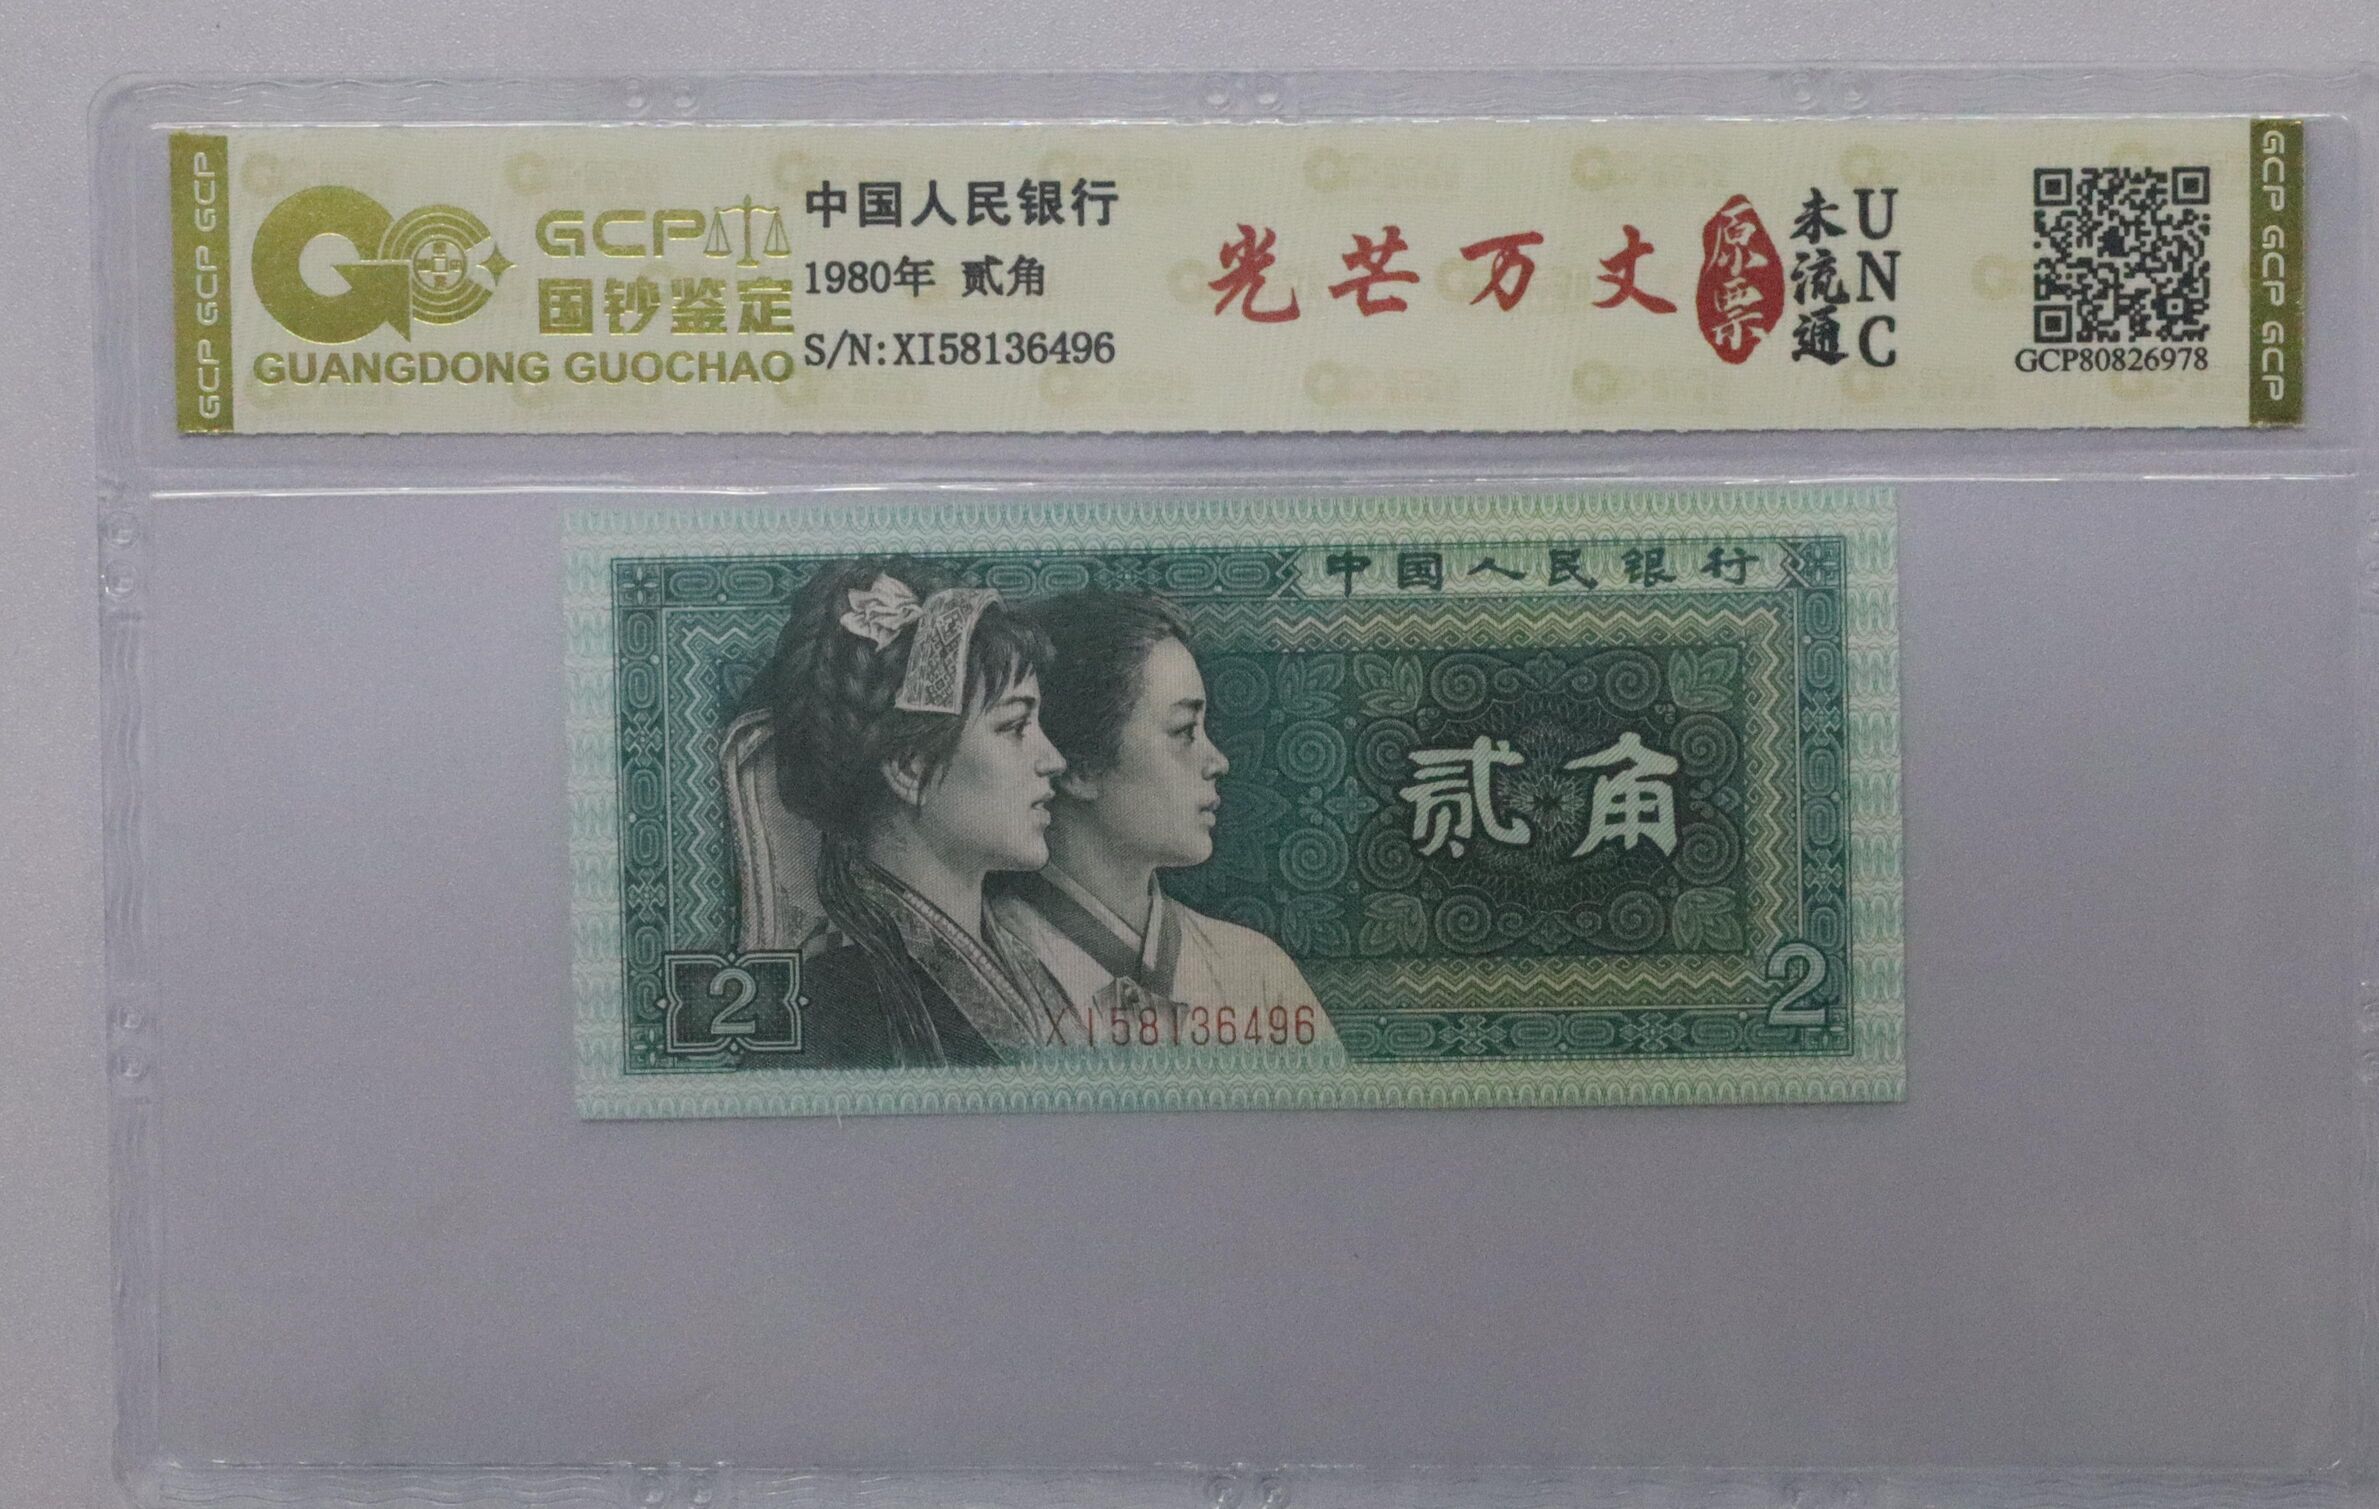 GCP GCP GCP
GCP
国钞鉴定
GUANGDONG GUOCHAO
中国人民银行
1980年 贰角
S/N:XI58136496
光芒万丈
原票
未流通
UNC
GCP80826978
GCP GCP GCP
中国人民银行
贰角
2
2
XI58136496